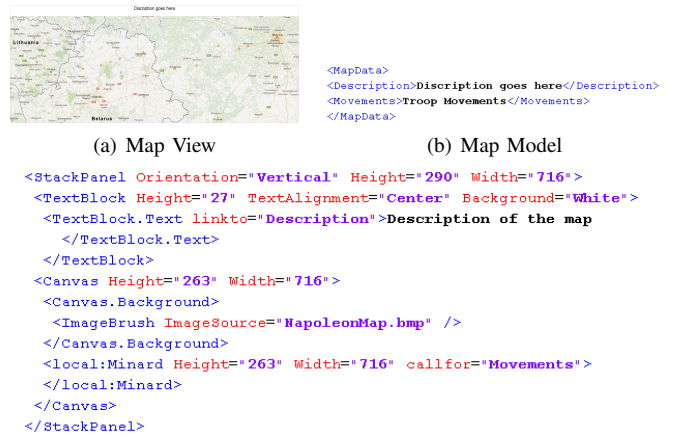 Discription goes here
Lithuania
Belarus
<MapData>
<Description>Discription goes here</Description>
<Movements>Troop Movements</Movements>
</MapData>
(a) Map View
(b) Map Model
<StackPanel Orientation="Vertical" Height="290" Width="716">
<TextBlock Height="27" TextAlignment="Center" Background="White">
<TextBlock.Text linkto="Description">Description of the map
</TextBlock.Text>
</TextBlock>
<Canvas Height="263" Width="716">
<Canvas.Background>
<ImageBrush ImageSource="NapoleonMap.bmp" />
</Canvas.Background>
<local:Minard Height="263" Width="716" callfor="Movements">
</local:Minard>
</Canvas>
</StackPanel>